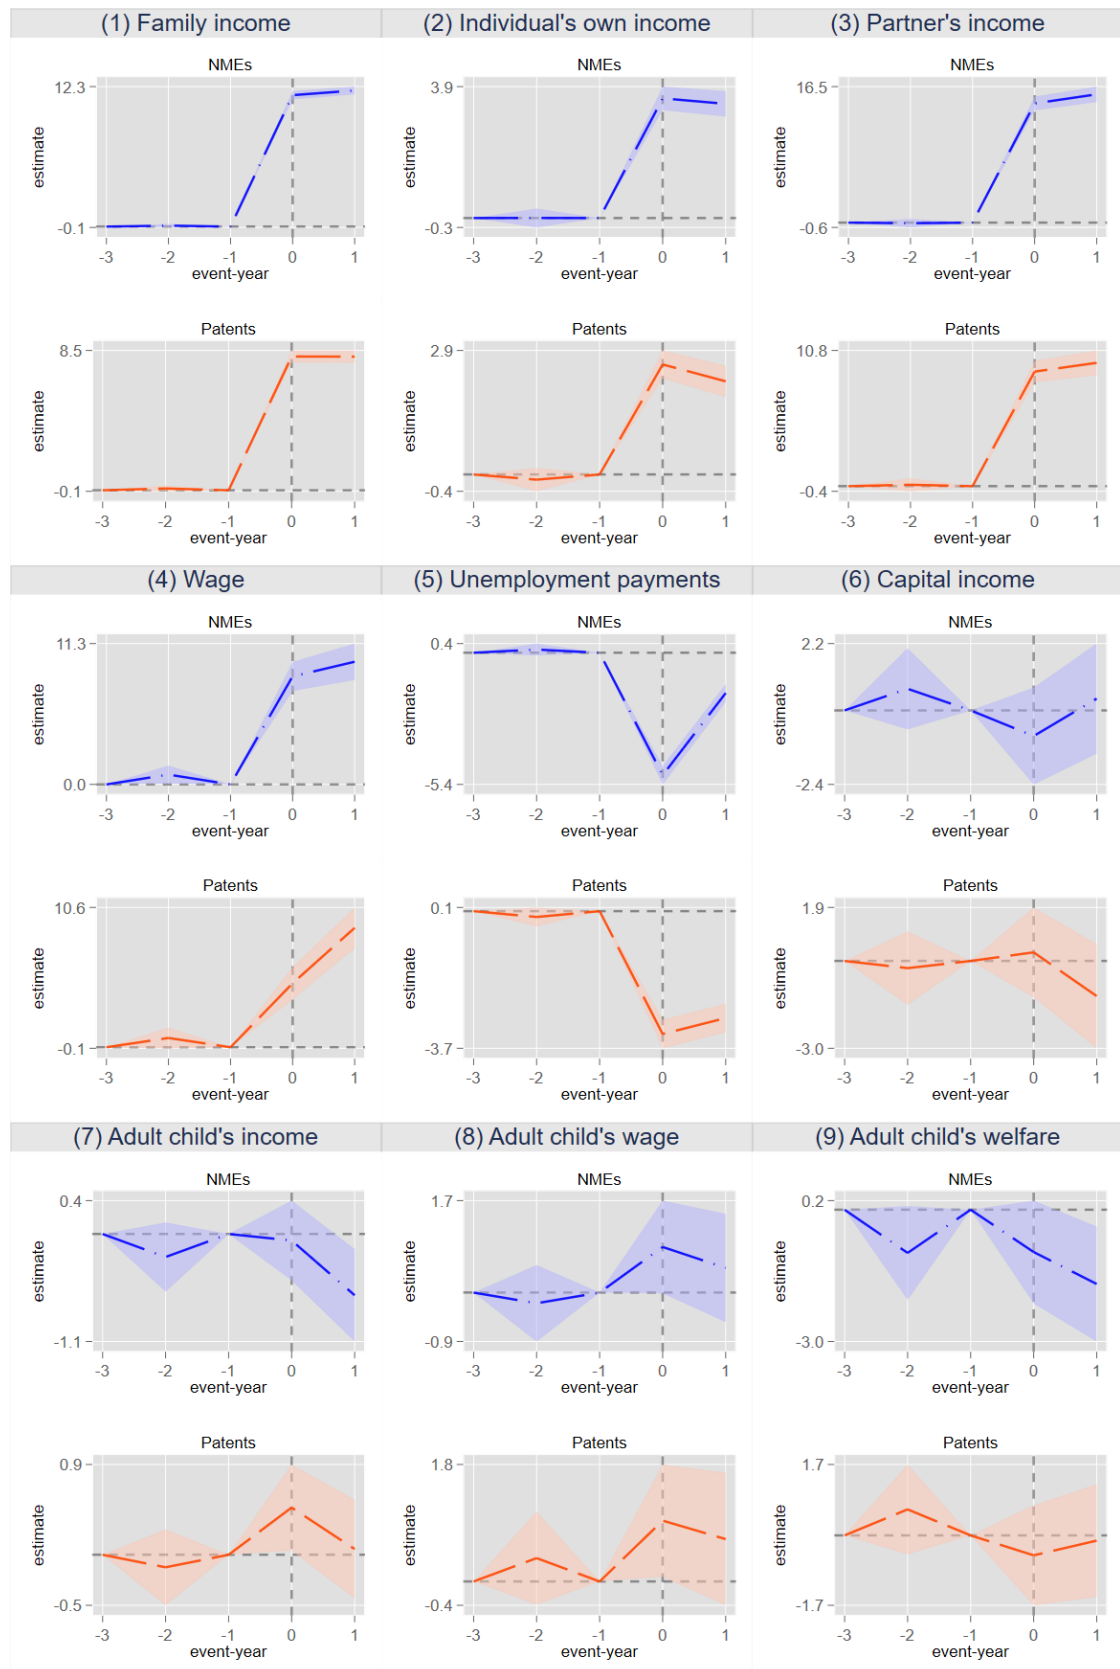 (1) Family income
(2) Individual's own income
(3) Partner's income
NMEs
NMEs
NMEs
12.3
3.9
16.5
estimate
estimate
estimate
-0.1
-0.3
-0.6
-3 -2 -1 0 1
-3 -2 -1 0 1
-3 -2 -1 0 1
event-year
event-year
event-year
Patents
Patents
Patents
8.5
2.9
10.8
estimate
estimate
estimate
-0.1
-0.4
-0.4
-3 -2 -1 0 1
-3 -2 -1 0 1
-3 -2 -1 0 1
event-year
event-year
event-year
(4) Wage
(5) Unemployment payments
(6) Capital income
NMEs
NMEs
NMEs
11.3
0.4
2.2
estimate
estimate
estimate
0.0
-5.4
-2.4
-3 -2 -1 0 1
-3 -2 -1 0 1
-3 -2 -1 0 1
event-year
event-year
event-year
Patents
Patents
Patents
10.6
0.1
1.9
estimate
estimate
estimate
-0.1
-3.7
-3.0
-3 -2 -1 0 1
-3 -2 -1 0 1
-3 -2 -1 0 1
event-year
event-year
event-year
(7) Adult child's income
(8) Adult child's wage
(9) Adult child's welfare
NMEs
NMEs
NMEs
0.4
1.7
0.2
estimate
estimate
estimate
-1.1
-0.9
-3.0
-3 -2 -1 0 1
-3 -2 -1 0 1
-3 -2 -1 0 1
event-year
event-year
event-year
Patents
Patents
Patents
0.9
1.8
1.7
estimate
estimate
estimate
-0.5
-0.4
-1.7
-3 -2 -1 0 1
-3 -2 -1 0 1
-3 -2 -1 0 1
event-year
event-year
event-year